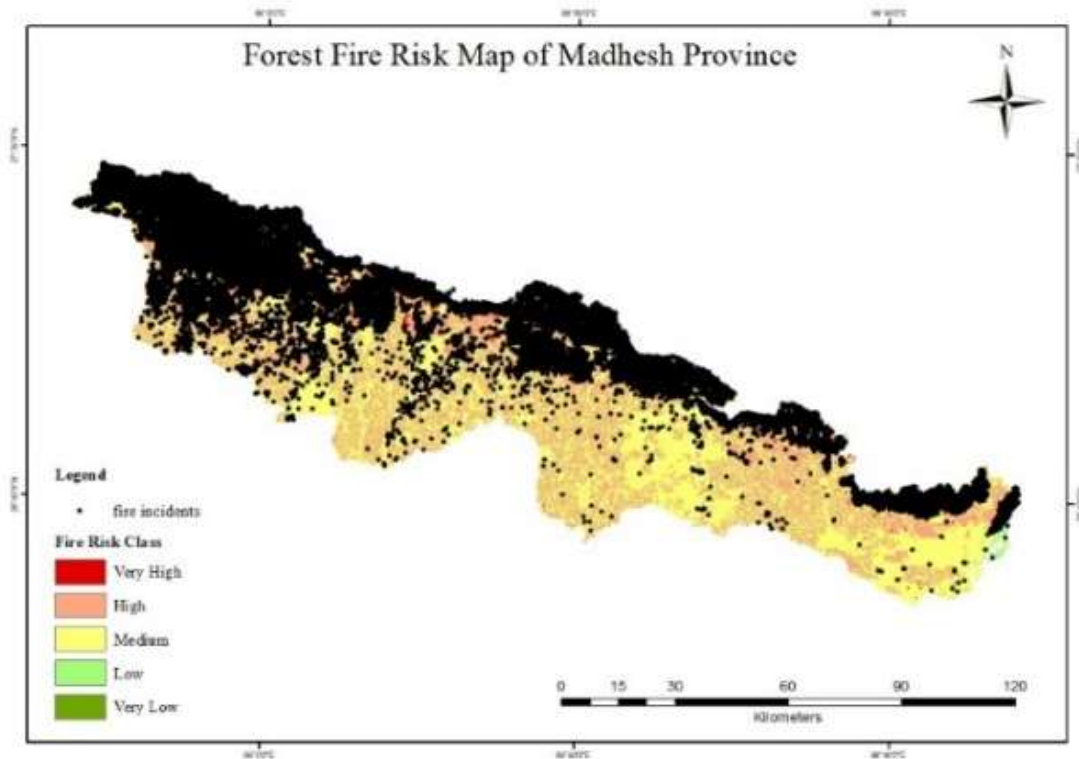 Forest Fire Risk Map of Madhesh Province
N
Legend
fire incidents
Fire Risk Class
Very High
High
Medium
Low
Very Low
0 15 30 60 90 120
Kilometers